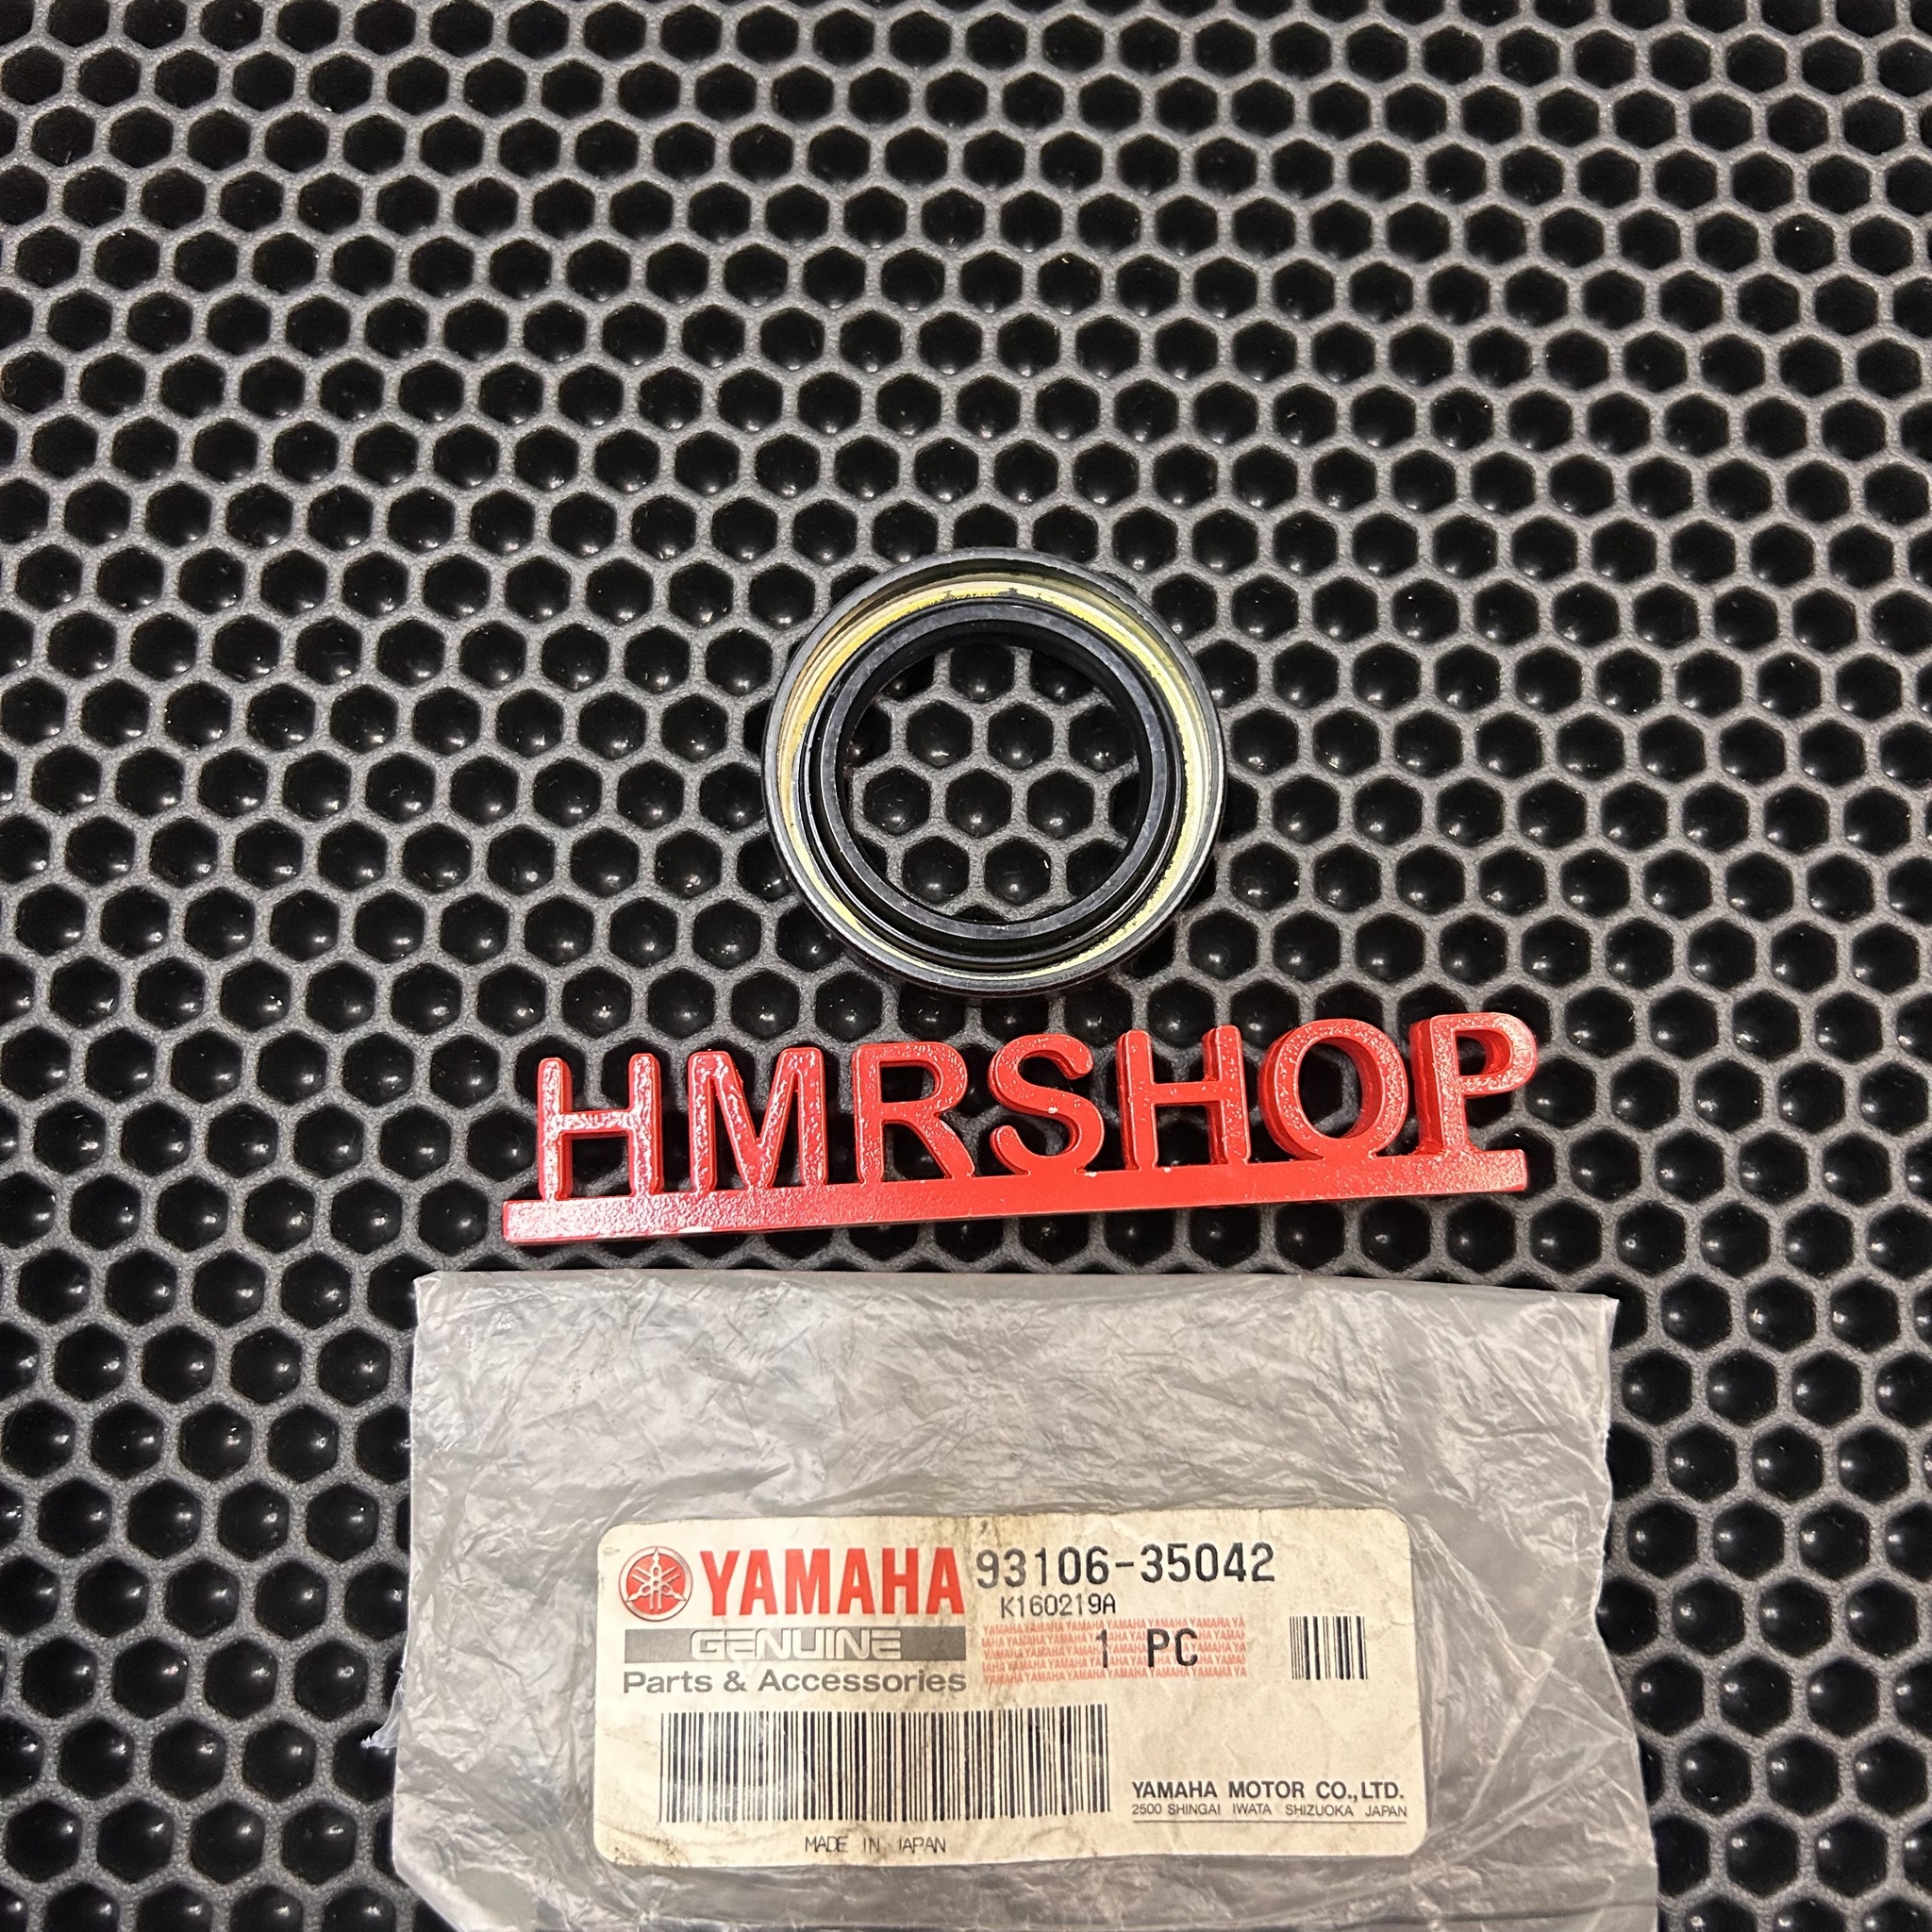 HMRSHOP
YAMAHA 93106-35042
K160219A
GENUINE
1 PC
Parts & Accessories
YAMAHA MOTOR CO.,LTD.
2500 SHINGAI IWATA SHIZUOKA JAPAN
MADE IN JAPAN